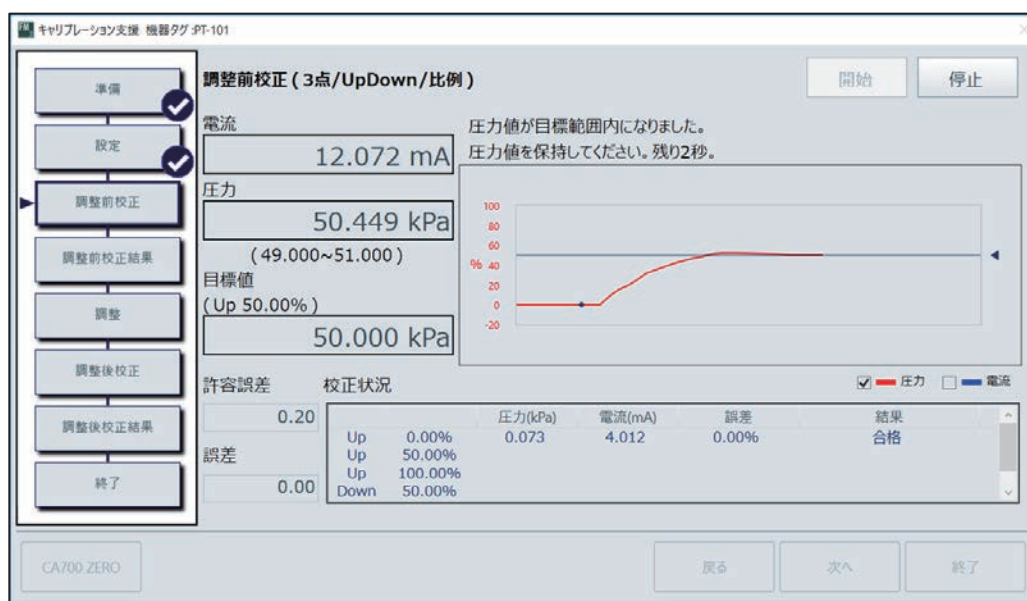 キャリブレーション支援 機器タグ:PT-101
準備
設定
調整前校正
調整前校正結果
調整
調整後校正
調整後校正結果
終了
調整前校正 ( 3点/UpDown/比例 )
開始
停止
電流
12.072 mA
圧力
50.449 kPa
( 49.000~51.000 )
目標値
(Up 50.00%)
50.000 kPa
圧力値が目標範囲内になりました。
圧力値を保持してください。残り2秒。
100
80
60
% 40
20
0
-20
圧力 電流
許容誤差
0.20
誤差
0.00
校正状況
圧力(kPa) 電流(mA) 誤差 結果
Up 0.00% 0.073 4.012 0.00% 合格
Up 50.00%
Up 100.00%
Down 50.00%
CA700 ZERO
戻る
次へ
終了